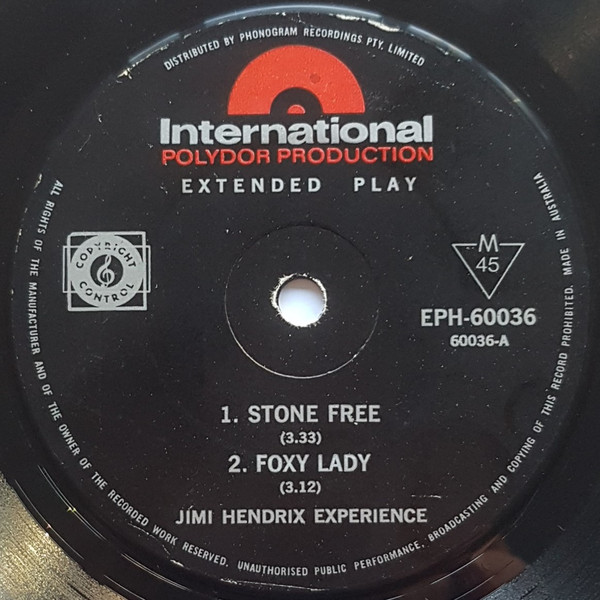 DISTRIBUTED BY PHONOGRAM RECORDINGS PTY. LIMITED
International
POLYDOR PRODUCTION
EXTENDED PLAY
COPYRIGHT
CONTROL
M
45
EPH-60036
60036-A
1. STONE FREE
(3.33)
2. FOXY LADY
(3.12)
JIMI HENDRIX EXPERIENCE
ALL RIGHTS OF THE MANUFACTURER AND OF THE OWNER OF THE RECORDED WORK RESERVED. UNAUTHORISED PUBLIC PERFORMANCE, BROADCASTING AND COPYING OF THIS RECORD PROHIBITED. MADE IN AUSTRALIA